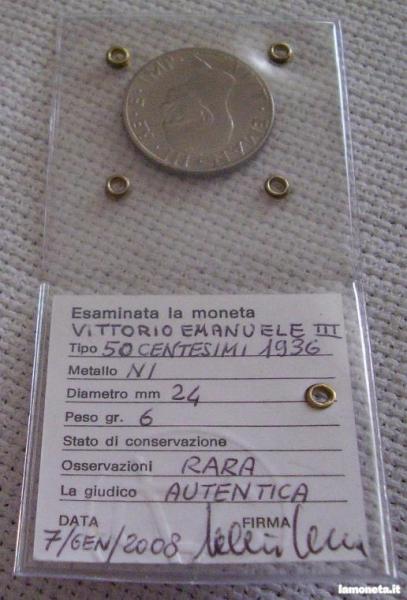 Esaminata la moneta
VITTORIO EMANUELE III
Tipo 50 CENTESIMI 1936
Metallo NI
Diametro mm 24
Peso gr. 6
Stato di conservazione
Osservazioni RARA
La giudico AUTENTICA
DATA FIRMA
7/GEN/2008
lamoneta.it